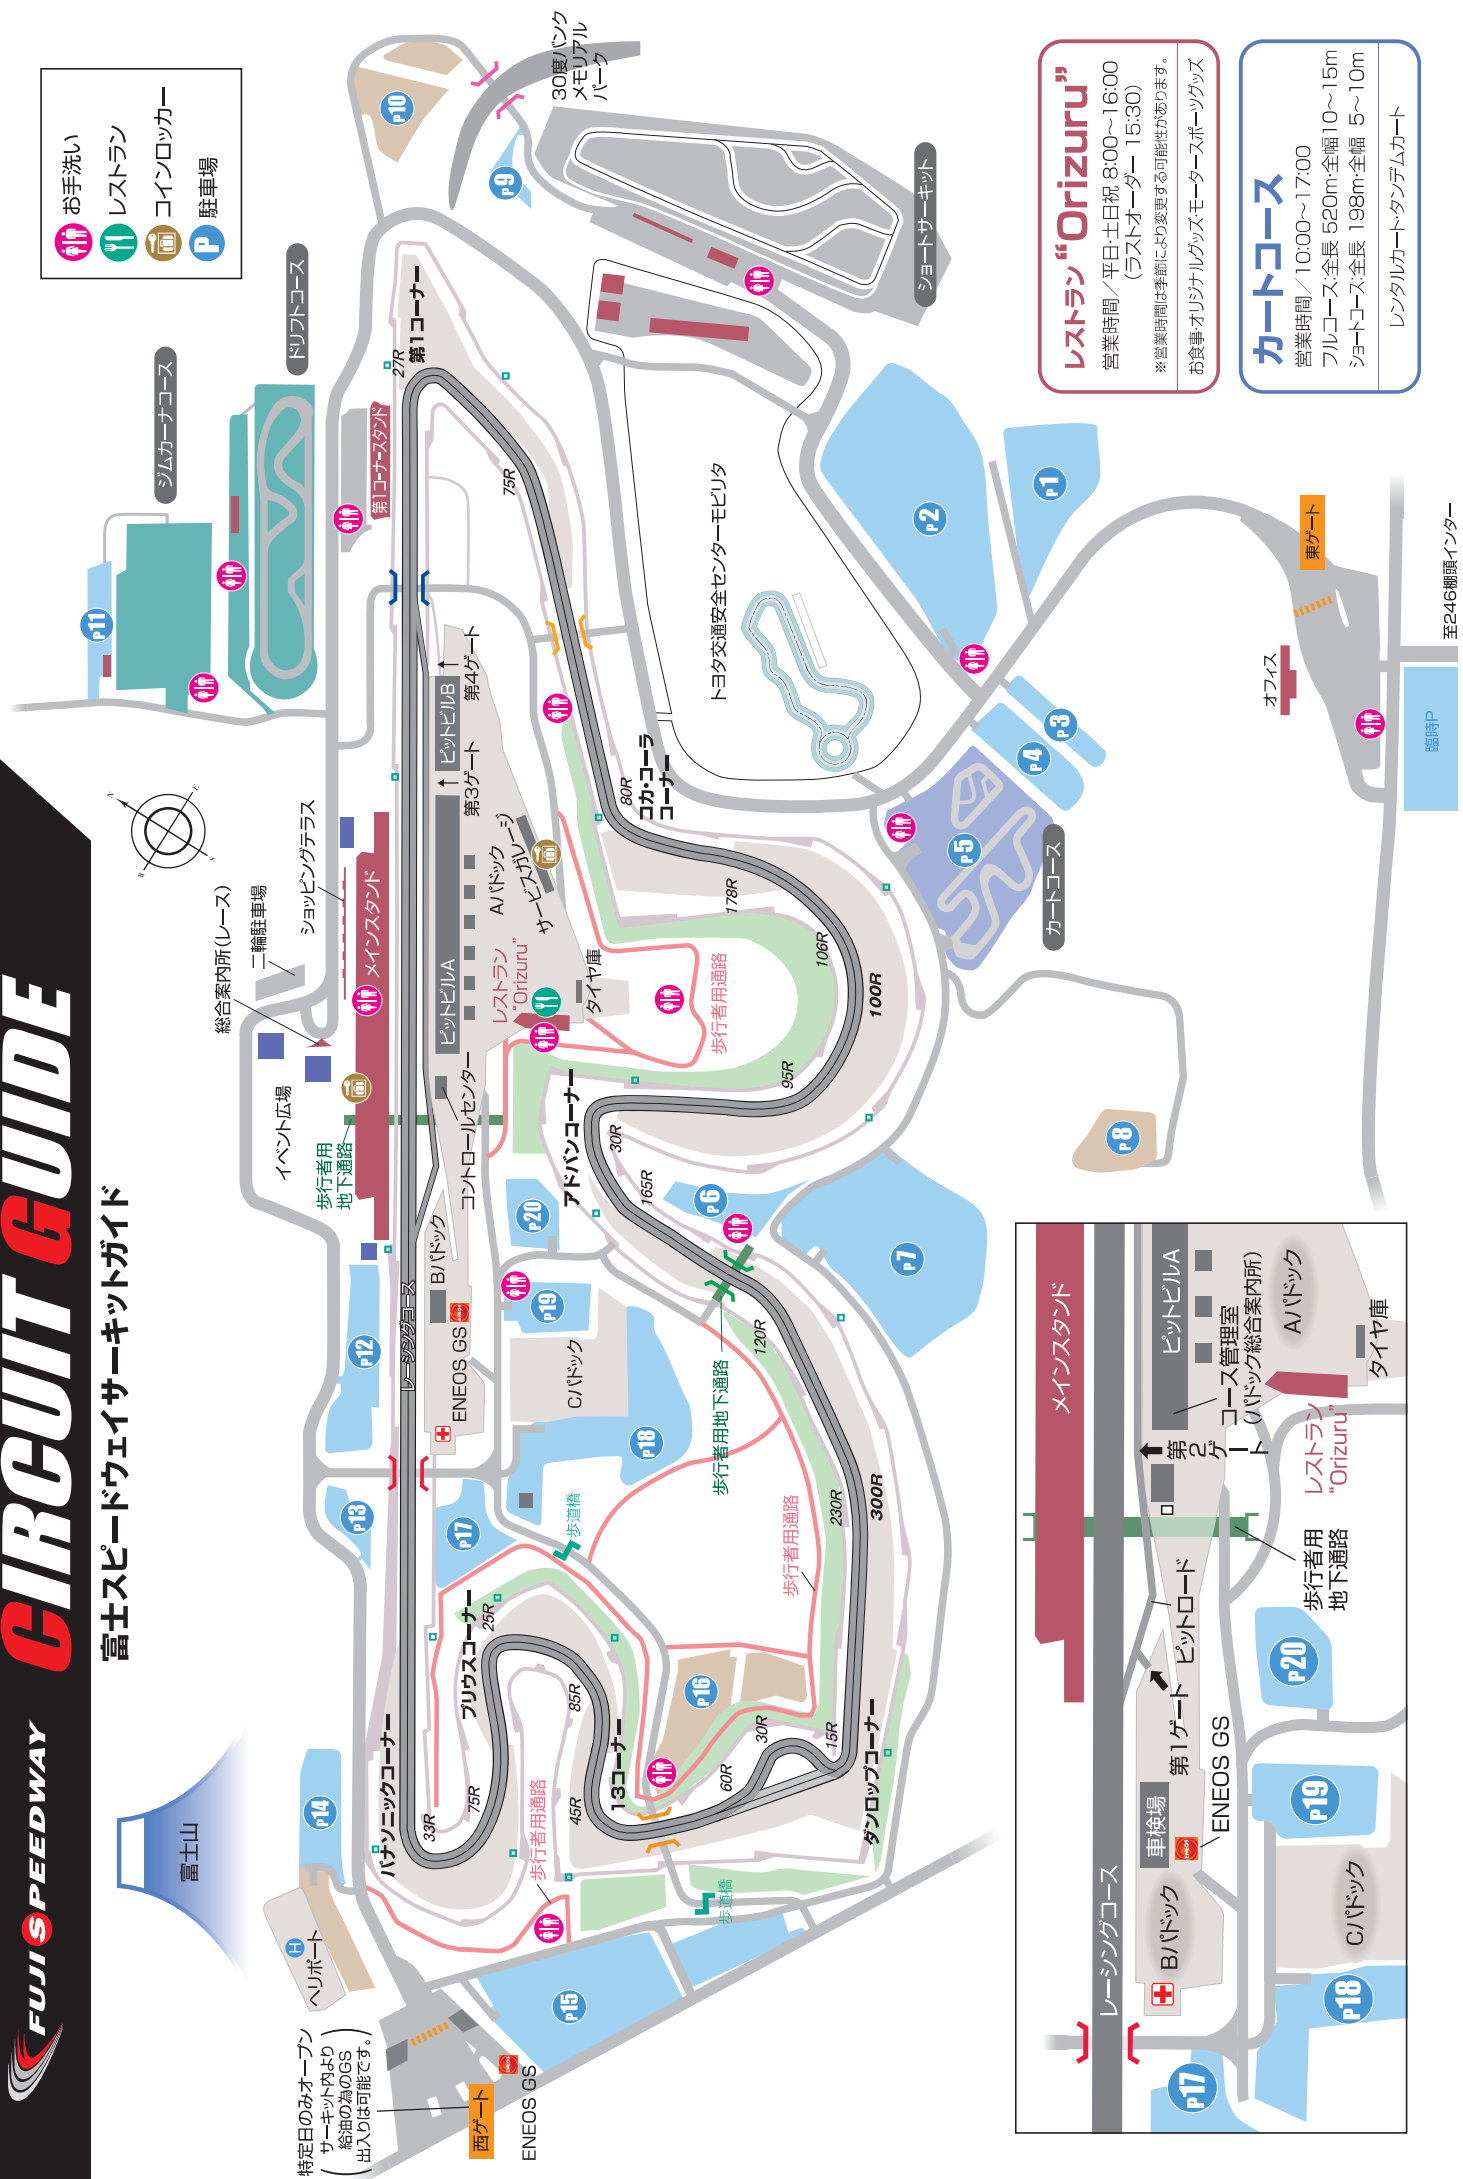 FUJI SPEEDWAY
CIRCUIT GUIDE
富士スピードウェイサーキットガイド
お手洗い
レストラン
コインロッカー
P 駐車場
N
E
S
W
富士山
H
ヘリポート
特定日のみオープン
サーキット内より
給油の為のGS
出入りは可能です。
西ゲート
ENEOS GS
P14
P15
P13
P12
P11
P10
P9
ジムカーナコース
ドリフトコース
30度バンク
メモリアル
パーク
ショートサーキット
総合案内所(レース)
二輪駐車場
ショッピングテラス
イベント広場
歩行者用
地下通路
メインスタンド
第1コーナースタンド
27R
第1コーナー
75R
レーシングコース
ピットビルA
ピットビルB
第3ゲート
第4ゲート
コントロールセンター
Aパドック
サービスガレージ
レストラン
“Orizuru”
タイヤ庫
Bパドック
ENEOS GS
Cパドック
P20
P19
P18
P17
P16
パナソニックコーナー
33R
75R
プリウスコーナー
25R
85R
45R
13コーナー
60R
30R
15R
ダンロップコーナー
歩行者用通路
歩道橋
歩道橋
歩行者用通路
歩行者用地下通路
230R
300R
120R
165R
30R
アドバンコーナー
歩行者用通路
95R
100R
106R
178R
80R
コカ・コーラ
コーナー
トヨタ交通安全センターモビリタ
P1
P2
P3
P4
P5
P6
P7
P8
カートコース
オフィス
東ゲート
臨時P
至246棚頭インター
レストラン“Orizuru”
営業時間/平日・土日祝 8:00~16:00
(ラストオーダー 15:30)
※営業時間は季節により変更する可能性があります。
お食事・オリジナルグッズ・モータースポーツグッズ
カートコース
営業時間/10:00~17:00
フルコース:全長 520m・全幅10~15m
ショートコース:全長 198m・全幅 5~10m
レンタルカート・タンデムカート
メインスタンド
レーシングコース
ピットビルA
コース管理室
(パドック総合案内所)
Aパドック
タイヤ庫
第2ゲート
レストラン
“Orizuru”
歩行者用
地下通路
ピットロード
第1ゲート
車検場
ENEOS GS
Bパドック
Cパドック
P20
P19
P18
P17